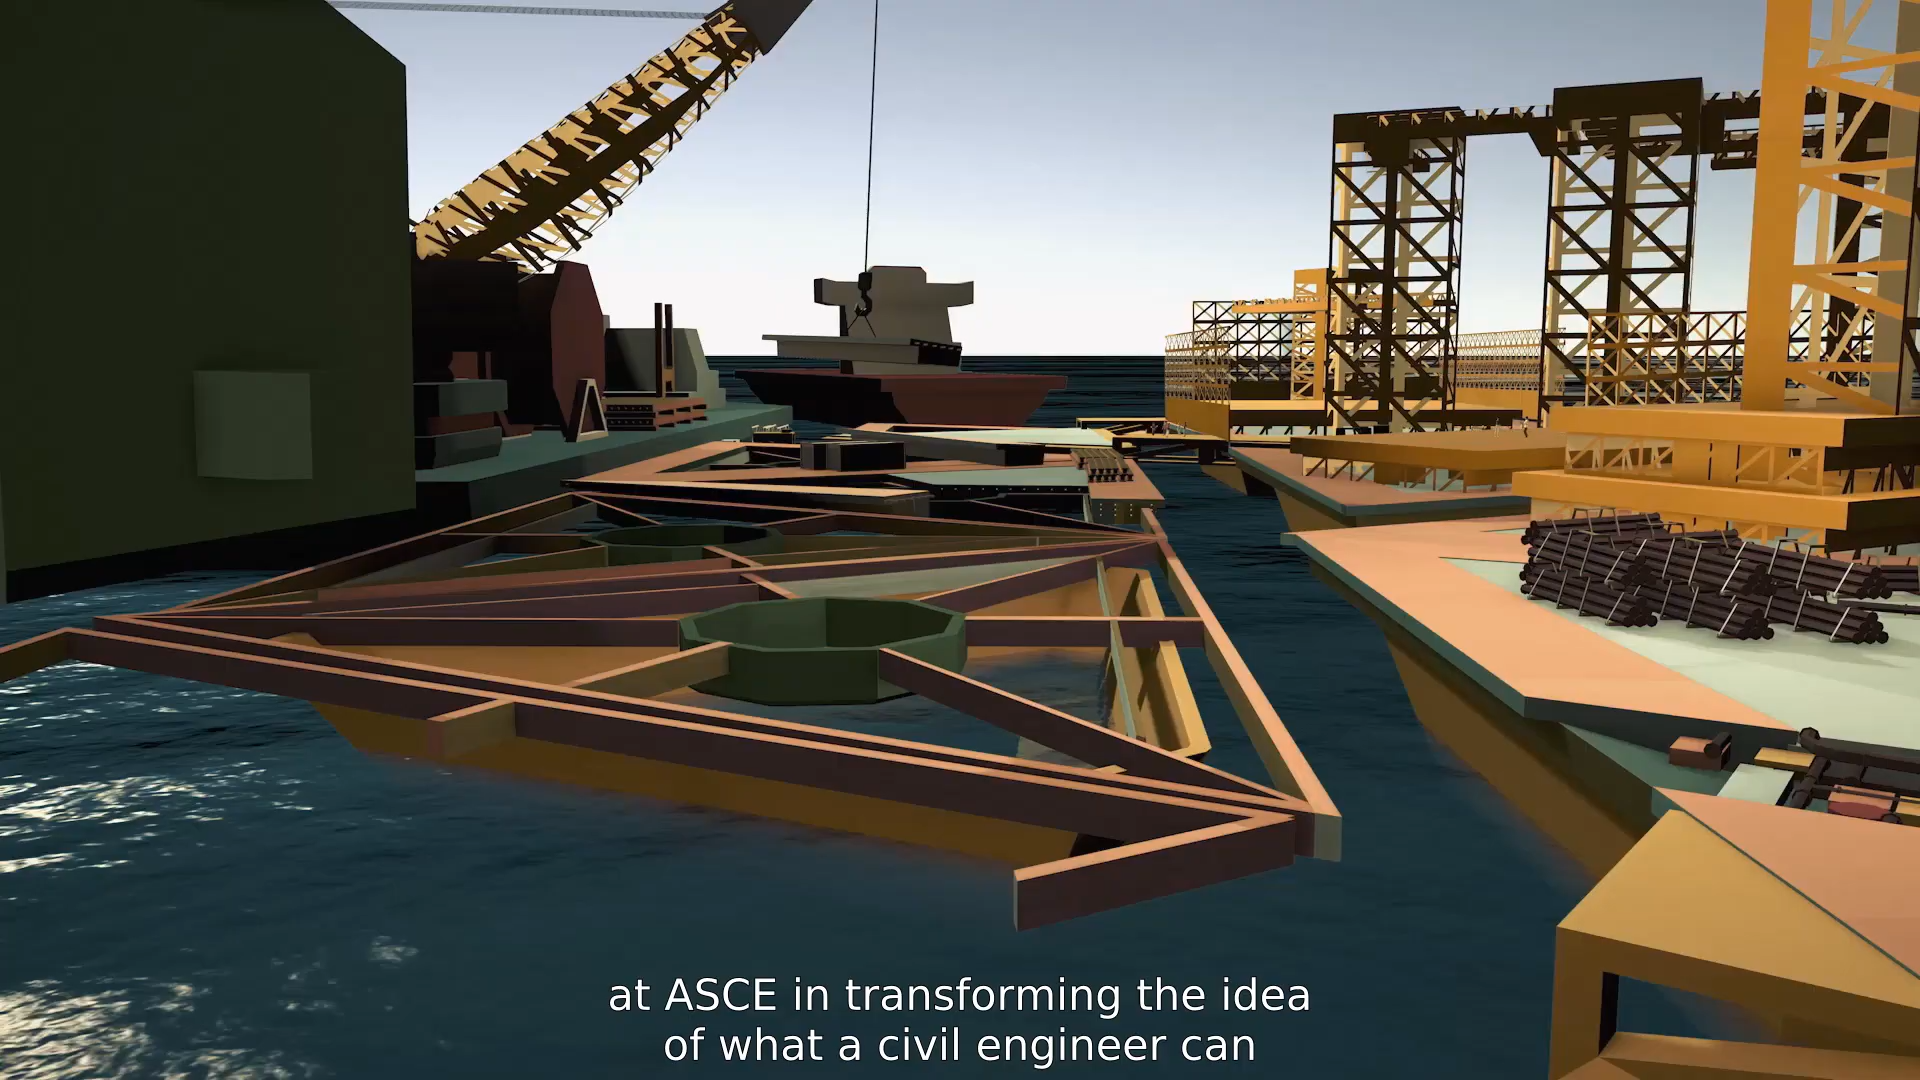 at ASCE in transforming the idea
of what a civil engineer can